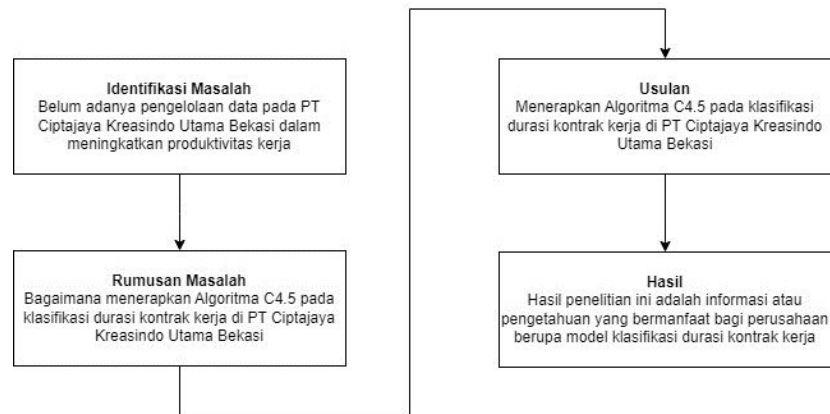 Identifikasi Masalah
Belum adanya pengelolaan data pada PT
Ciptajaya Kreasindo Utama Bekasi dalam
meningkatkan produktivitas kerja
Rumusan Masalah
Bagaimana menerapkan Algoritma C4.5 pada
klasifikasi durasi kontrak kerja di PT Ciptajaya
Kreasindo Utama Bekasi
Usulan
Menerapkan Algoritma C4.5 pada klasifikasi
durasi kontrak kerja di PT Ciptajaya Kreasindo
Utama Bekasi
Hasil
Hasil penelitian ini adalah informasi atau
pengetahuan yang bermanfaat bagi perusahaan
berupa model klasifikasi durasi kontrak kerja